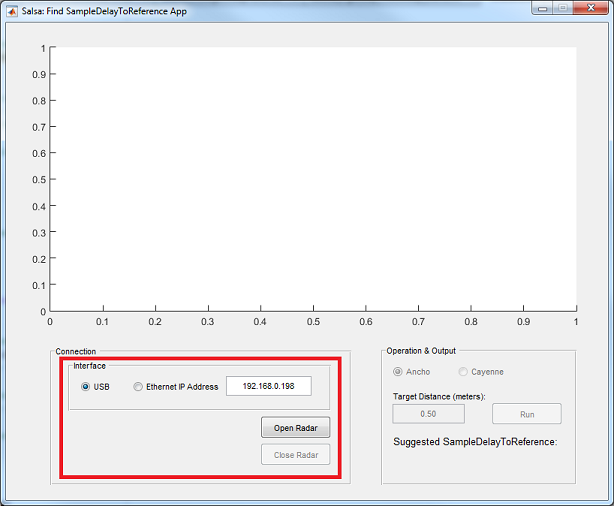 Salsa: Find SampleDelayToReference App
1
0.9
0.8
0.7
0.6
0.5
0.4
0.3
0.2
0.1
0
0 0.1 0.2 0.3 0.4 0.5 0.6 0.7 0.8 0.9 1
Connection
Interface
USB Ethernet IP Address 192.168.0.198
Open Radar
Close Radar
Operation & Output
Ancho Cayenne
Target Distance (meters):
0.50 Run
Suggested SampleDelayToReference: